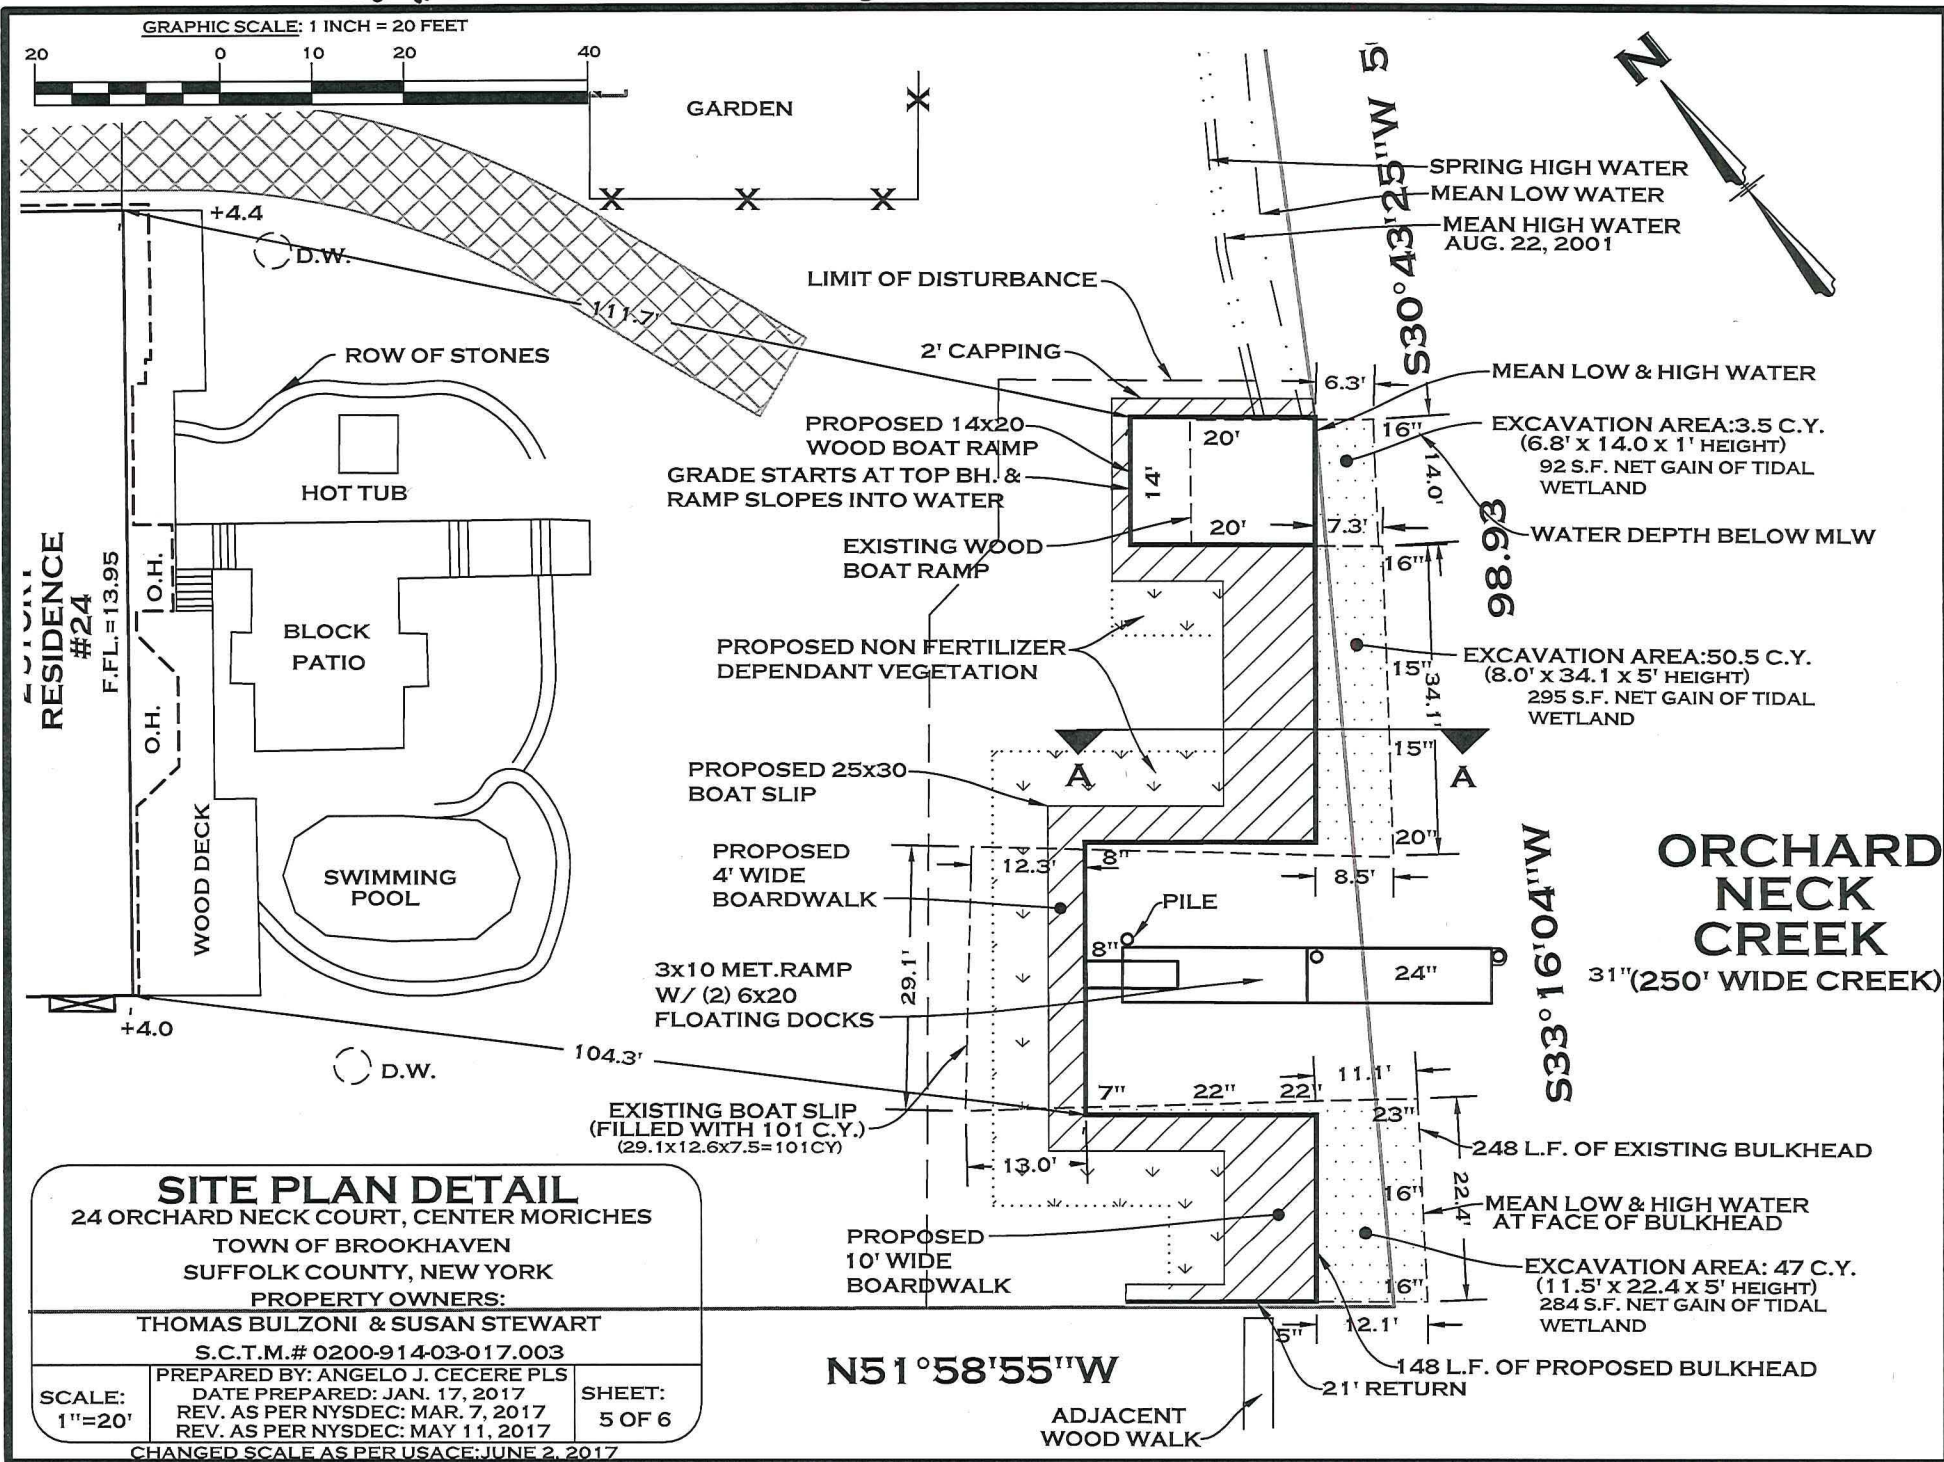 GRAPHIC SCALE: 1 INCH = 20 FEET
20 0 10 20 40
GARDEN
+4.4
D.W.
111.7'
ROW OF STONES
HOT TUB
RESIDENCE
#24
F.FL.=13.95
O.H.
O.H.
BLOCK
PATIO
WOOD DECK
SWIMMING
POOL
+4.0
D.W.
104.3'
N
SPRING HIGH WATER
MEAN LOW WATER
MEAN HIGH WATER
AUG. 22, 2001
S30°43'25"W
98.93
LIMIT OF DISTURBANCE
2' CAPPING
6.3'
MEAN LOW & HIGH WATER
PROPOSED 14x20
WOOD BOAT RAMP
GRADE STARTS AT TOP BH. &
RAMP SLOPES INTO WATER
20'
14'
20'
16"
14.0'
7.3'
16"
EXCAVATION AREA:3.5 C.Y.
(6.8' x 14.0 x 1' HEIGHT)
92 S.F. NET GAIN OF TIDAL
WETLAND
WATER DEPTH BELOW MLW
EXISTING WOOD
BOAT RAMP
PROPOSED NON FERTILIZER
DEPENDANT VEGETATION
15"
34.1'
15"
20"
EXCAVATION AREA:50.5 C.Y.
(8.0' x 34.1 x 5' HEIGHT)
295 S.F. NET GAIN OF TIDAL
WETLAND
A
A
PROPOSED 25x30
BOAT SLIP
PROPOSED
4' WIDE
BOARDWALK
12.3'
8"
8.5'
PILE
8"
24"
29.1'
3x10 MET.RAMP
W/ (2) 6x20
FLOATING DOCKS
S33°16'04"W
ORCHARD
NECK
CREEK
31"(250' WIDE CREEK)
11.1'
7"
22"
22"
23"
EXISTING BOAT SLIP
(FILLED WITH 101 C.Y.)
(29.1x12.6x7.5=101CY)
13.0'
248 L.F. OF EXISTING BULKHEAD
16"
22.4'
MEAN LOW & HIGH WATER
AT FACE OF BULKHEAD
PROPOSED
10' WIDE
BOARDWALK
16"
EXCAVATION AREA: 47 C.Y.
(11.5' x 22.4 x 5' HEIGHT)
284 S.F. NET GAIN OF TIDAL
WETLAND
5"
12.1'
148 L.F. OF PROPOSED BULKHEAD
21' RETURN
N51°58'55"W
ADJACENT
WOOD WALK
SITE PLAN DETAIL
24 ORCHARD NECK COURT, CENTER MORICHES
TOWN OF BROOKHAVEN
SUFFOLK COUNTY, NEW YORK
PROPERTY OWNERS:
THOMAS BULZONI & SUSAN STEWART
S.C.T.M.# 0200-914-03-017.003
SCALE:
1"=20'
PREPARED BY: ANGELO J. CECERE PLS
DATE PREPARED: JAN. 17, 2017
REV. AS PER NYSDEC: MAR. 7, 2017
REV. AS PER NYSDEC: MAY 11, 2017
SHEET:
5 OF 6
CHANGED SCALE AS PER USACE:JUNE 2, 2017